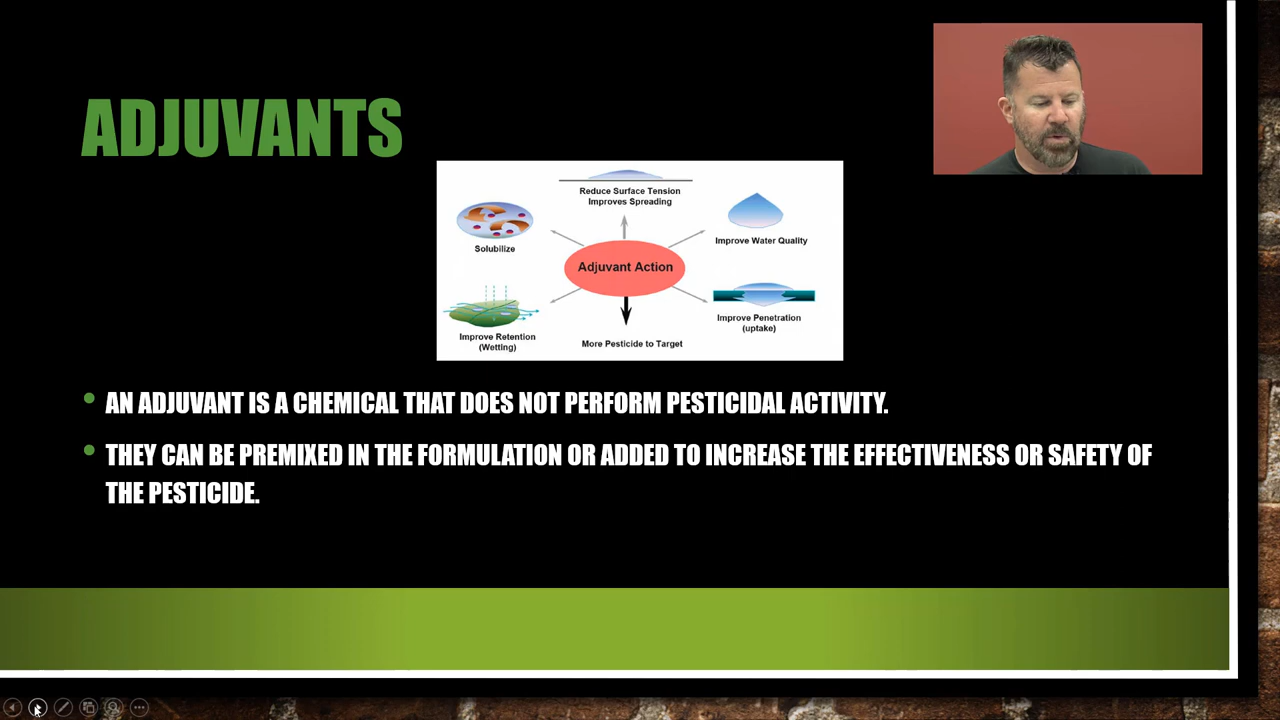 ADJUVANTS
Reduce Surface Tension
Improves Spreading
Solubilize
Improve Water Quality
Adjuvant Action
Improve Retention
(Wetting)
More Pesticide to Target
Improve Penetration
(uptake)
AN ADJUVANT IS A CHEMICAL THAT DOES NOT PERFORM PESTICIDAL ACTIVITY.
THEY CAN BE PREMIXED IN THE FORMULATION OR ADDED TO INCREASE THE EFFECTIVENESS OR SAFETY OF
THE PESTICIDE.